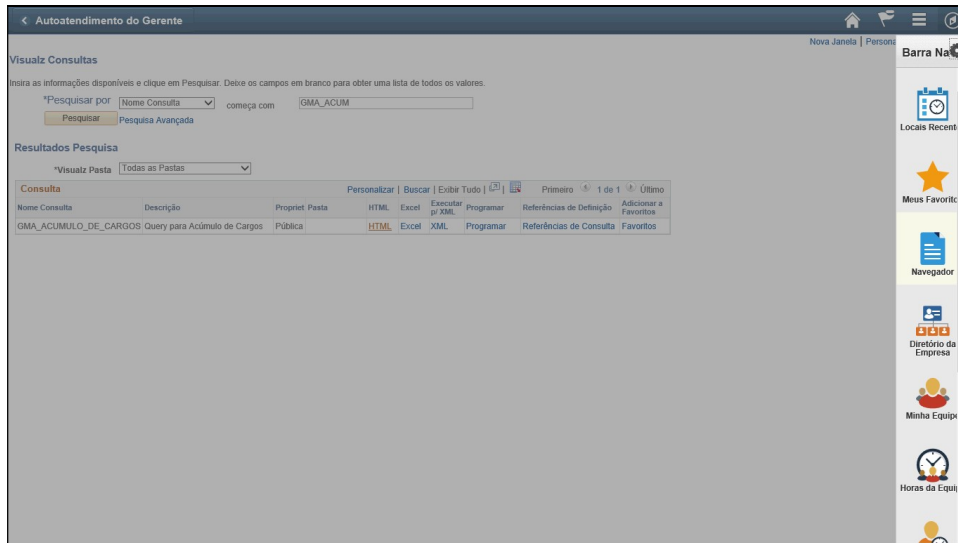 Autoatendimento do Gerente
Nova Janela | Persona
Barra Na
Visualz Consultas
Insira as informações disponíveis e clique em Pesquisar. Deixe os campos em branco para obter uma lista de todos os valores.
*Pesquisar por Nome Consulta começa com GMA_ACUM
Pesquisar Pesquisa Avançada
Resultados Pesquisa
*Visualz Pasta Todas as Pastas
Consulta Personalizar | Buscar | Exibir Tudo | | Primeiro 1 de 1 Último
Nome Consulta Descrição Propriet Pasta HTML Excel Executar p/ XML Programar Referências de Definição Adicionar a Favoritos
GMA_ACUMULO_DE_CARGOS Query para Acúmulo de Cargos Pública HTML Excel XML Programar Referências de Consulta Favoritos
Locais Recent
Meus Favorito
Navegador
Diretório da
Empresa
Minha Equip
Horas da Equi